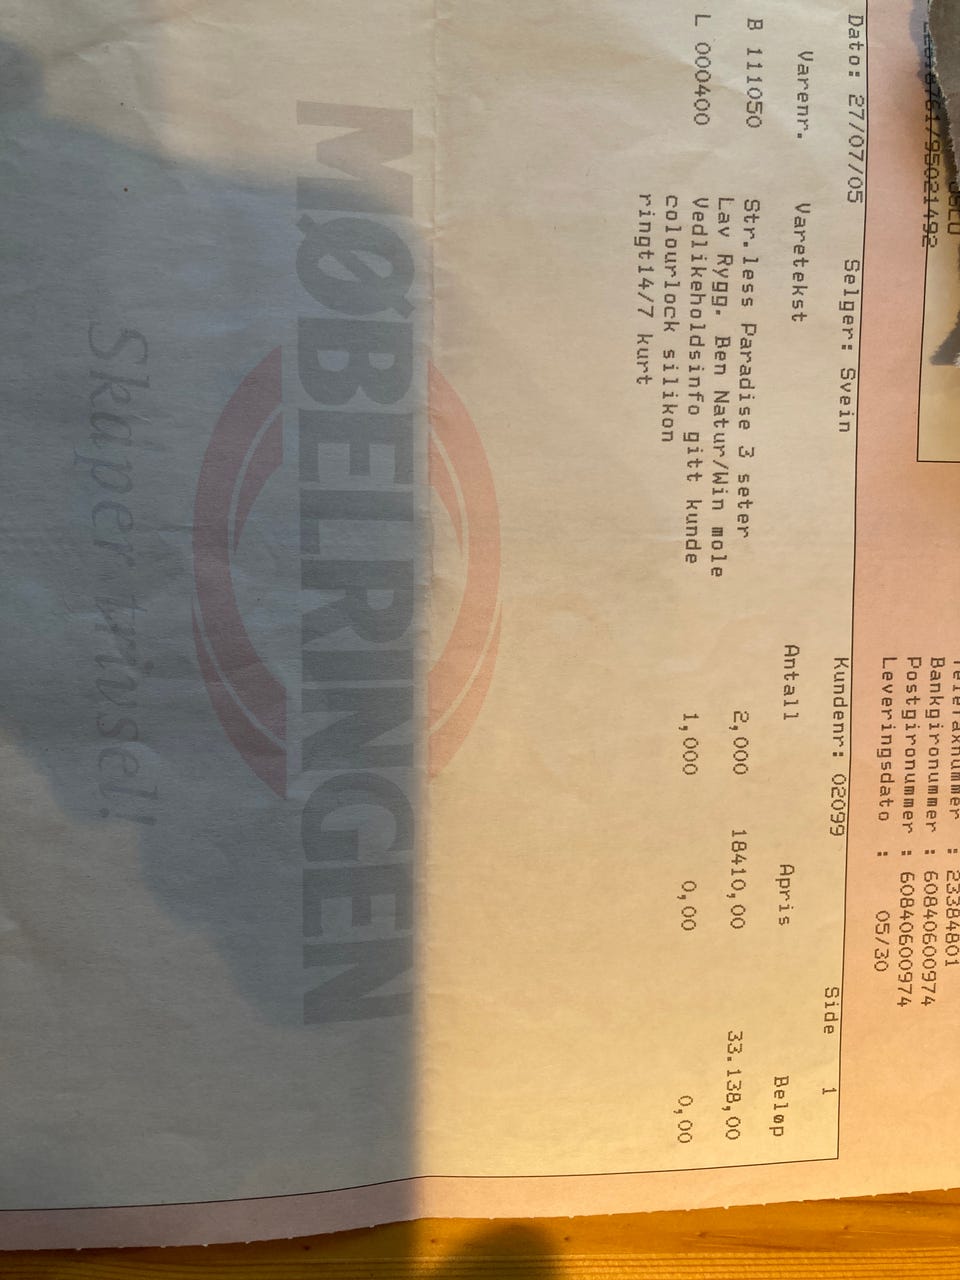 23384801
Bankgironummer : 60840600974
Postgironummer : 60840600974
Leveringsdato : 05/30
Dato: 27/07/05 Selger: Svein Kundenr: 02099 Side 1
Varenr. Varetekst Antall Apris Beløp
B 111050 Str.less Paradise 3 seter 2,000 18410,00 33.138,00
Lav Rygg. Ben Natur/Win mole
L 000400 Vedlikeholdsinfo gitt kunde 1,000 0,00 0,00
colourlock silikon
ringt14/7 kurt
MØBELRINGEN
Skaper trivsel!